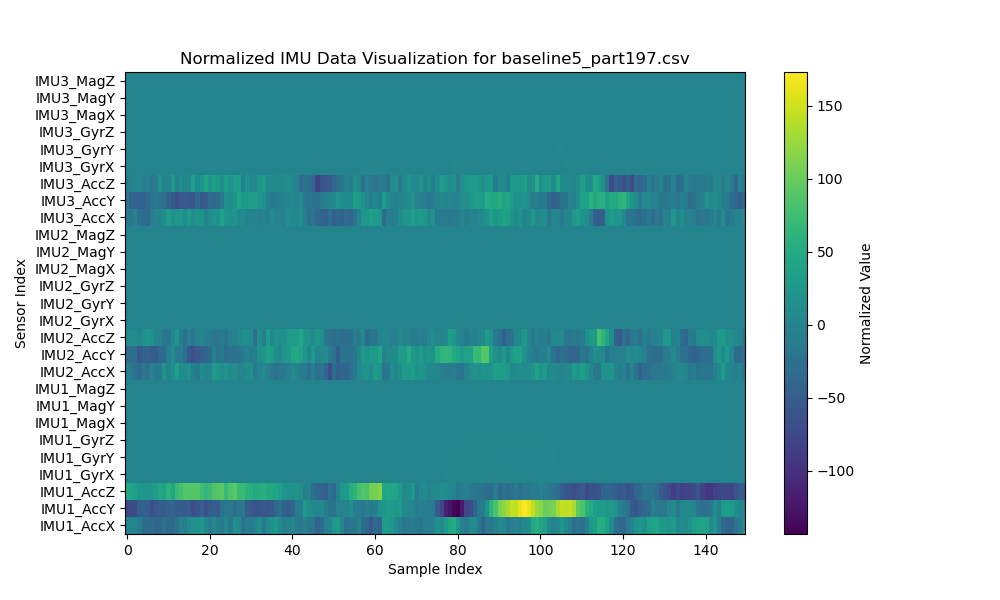 Normalized IMU Data Visualization for baseline5_part197.csv
IMU3_MagZ
IMU3_MagY
IMU3_MagX
IMU3_GyrZ
IMU3_GyrY
IMU3_GyrX
IMU3_AccZ
IMU3_AccY
IMU3_AccX
IMU2_MagZ
IMU2_MagY
IMU2_MagX
IMU2_GyrZ
IMU2_GyrY
IMU2_GyrX
IMU2_AccZ
IMU2_AccY
IMU2_AccX
IMU1_MagZ
IMU1_MagY
IMU1_MagX
IMU1_GyrZ
IMU1_GyrY
IMU1_GyrX
IMU1_AccZ
IMU1_AccY
IMU1_AccX
Sensor Index
0 20 40 60 80 100 120 140
Sample Index
150
100
50
0
−50
−100
Normalized Value